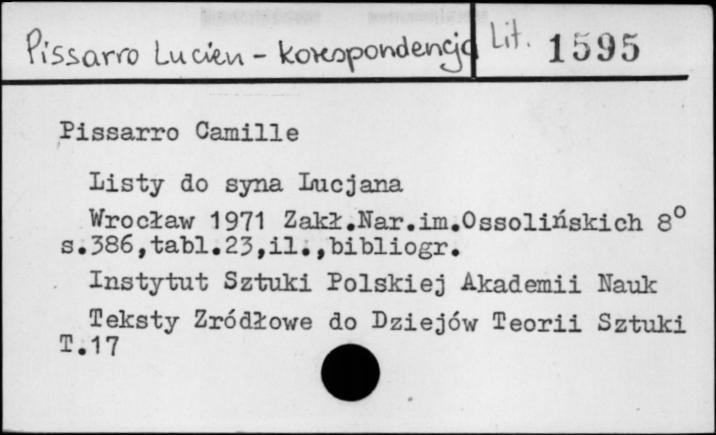 Pissarro Lucien - korespondencja Lit. 1595
Pissarro Camille
Listy do syna Lucjana
Wrocław 1971 Zakł.Nar.im.Ossolińskich 8°
s.386,tabl.23,il.,bibliogr.
Instytut Sztuki Polskiej Akademii Nauk
Teksty Zródłowe do Dziejów Teorii Sztuki
T.17